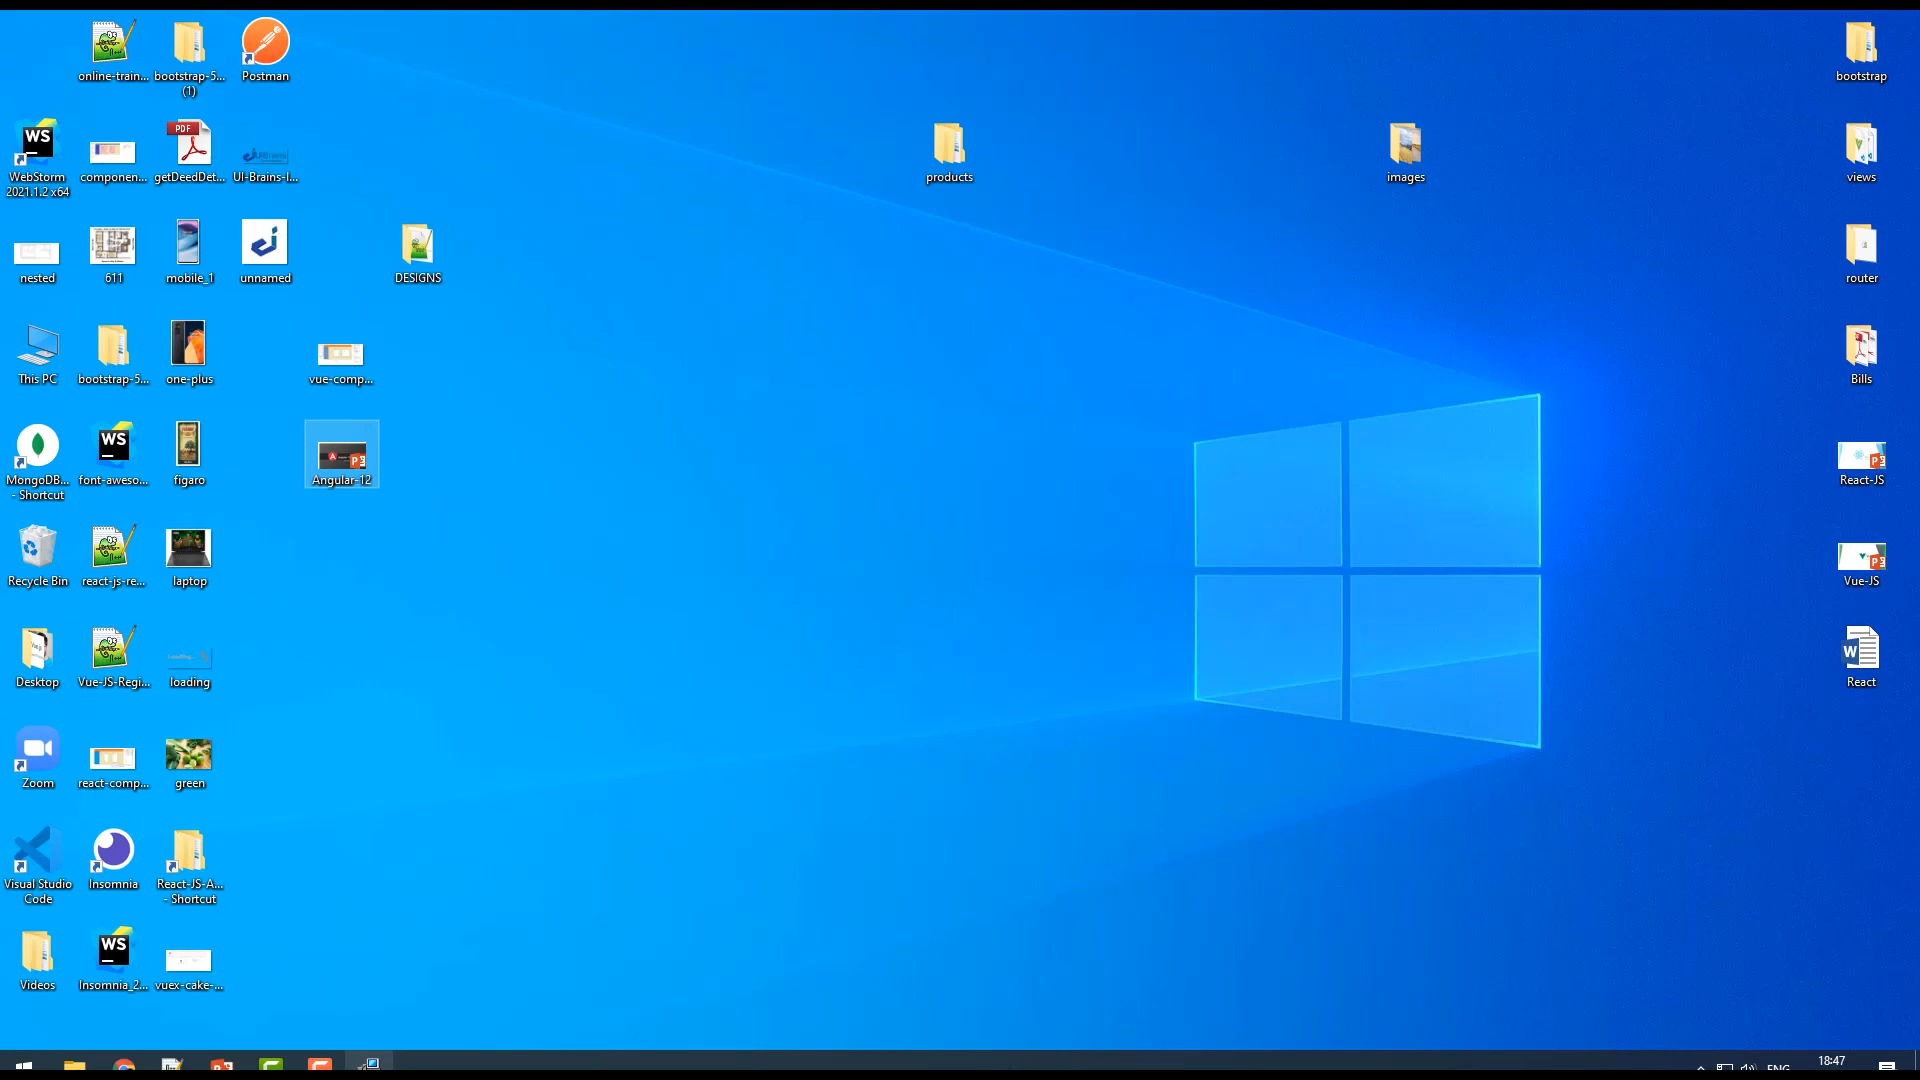 online-train...
bootstrap-5...
(1)
Postman
bootstrap
WS
WebStorm
2021.1.2 x64
componen...
PDF
getDeedDet...
UI-Brains-l...
products
images
views
nested
611
mobile_1
unnamed
DESIGNS
router
This PC
bootstrap-5...
one-plus
vue-comp...
Bills
MongoDB...
- Shortcut
WS
font-aweso...
figaro
Angular-12
React-JS
Recycle Bin
react-js-re...
laptop
Vue-JS
Desktop
Vue-JS-Regi...
Loading...
loading
W
React
Zoom
react-comp...
green
Visual Studio
Code
Insomnia
React-JS-A...
- Shortcut
Videos
WS
Insomnia_2...
vuex-cake-...
ENG
18:47